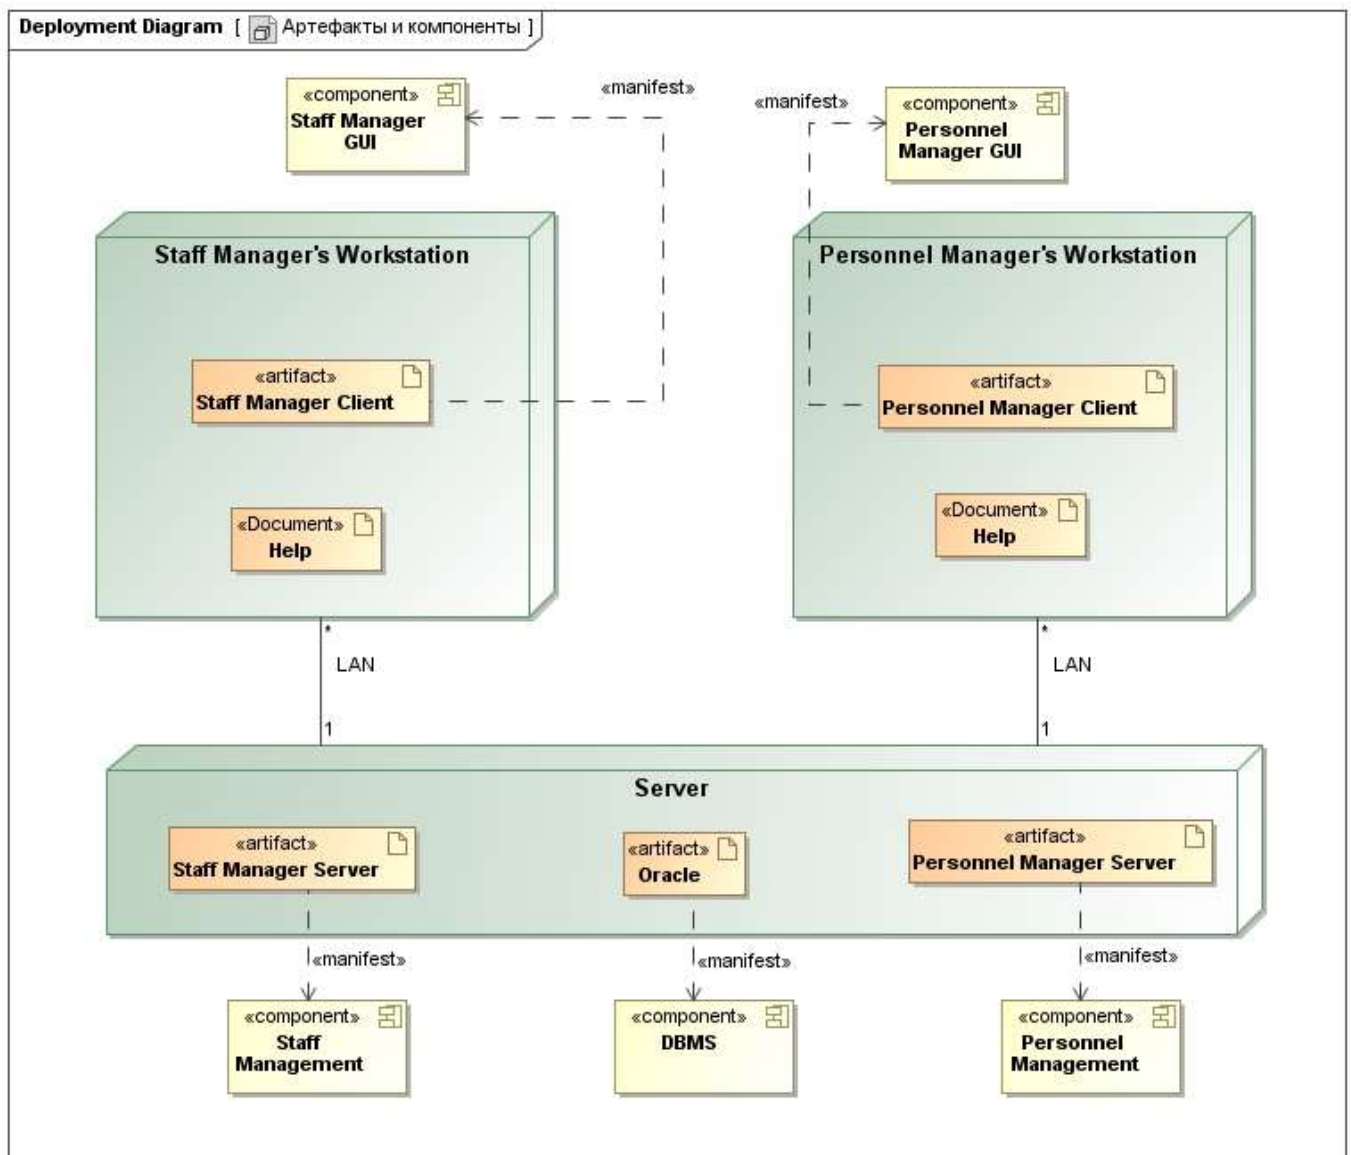 Deployment Diagram [ Артефакты и компоненты ]
«manifest»
«component»
Staff Manager
GUI
«manifest»
«component»
Personnel
Manager GUI
Staff Manager's Workstation
«artifact»
Staff Manager Client
«Document»
Help
Personnel Manager's Workstation
«artifact»
Personnel Manager Client
«Document»
Help
*
LAN
1
*
LAN
1
Server
«artifact»
Staff Manager Server
«artifact»
Oracle
«artifact»
Personnel Manager Server
«manifest»
«manifest»
«manifest»
«component»
Staff
Management
«component»
DBMS
«component»
Personnel
Management